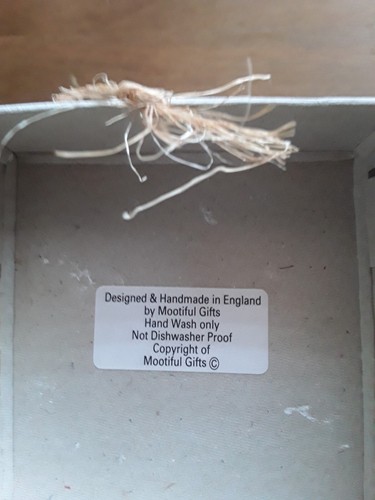 Designed & Handmade in England
by Mootiful Gifts
Hand Wash only
Not Dishwasher Proof
Copyright of
Mootiful Gifts ©